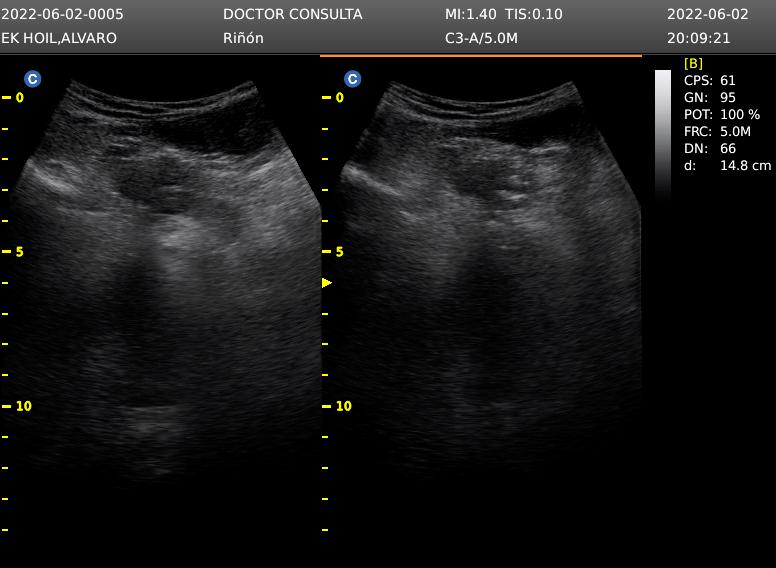 2022-06-02-0005 DOCTOR CONSULTA MI:1.40 TIS:0.10 2022-06-02
EK HOIL,ALVARO Riñón C3-A/5.0M 20:09:21
C C
[B]
CPS: 61
GN: 95
POT: 100 %
FRC: 5.0M
DN: 66
d: 14.8 cm
0 0
5 5
10 10